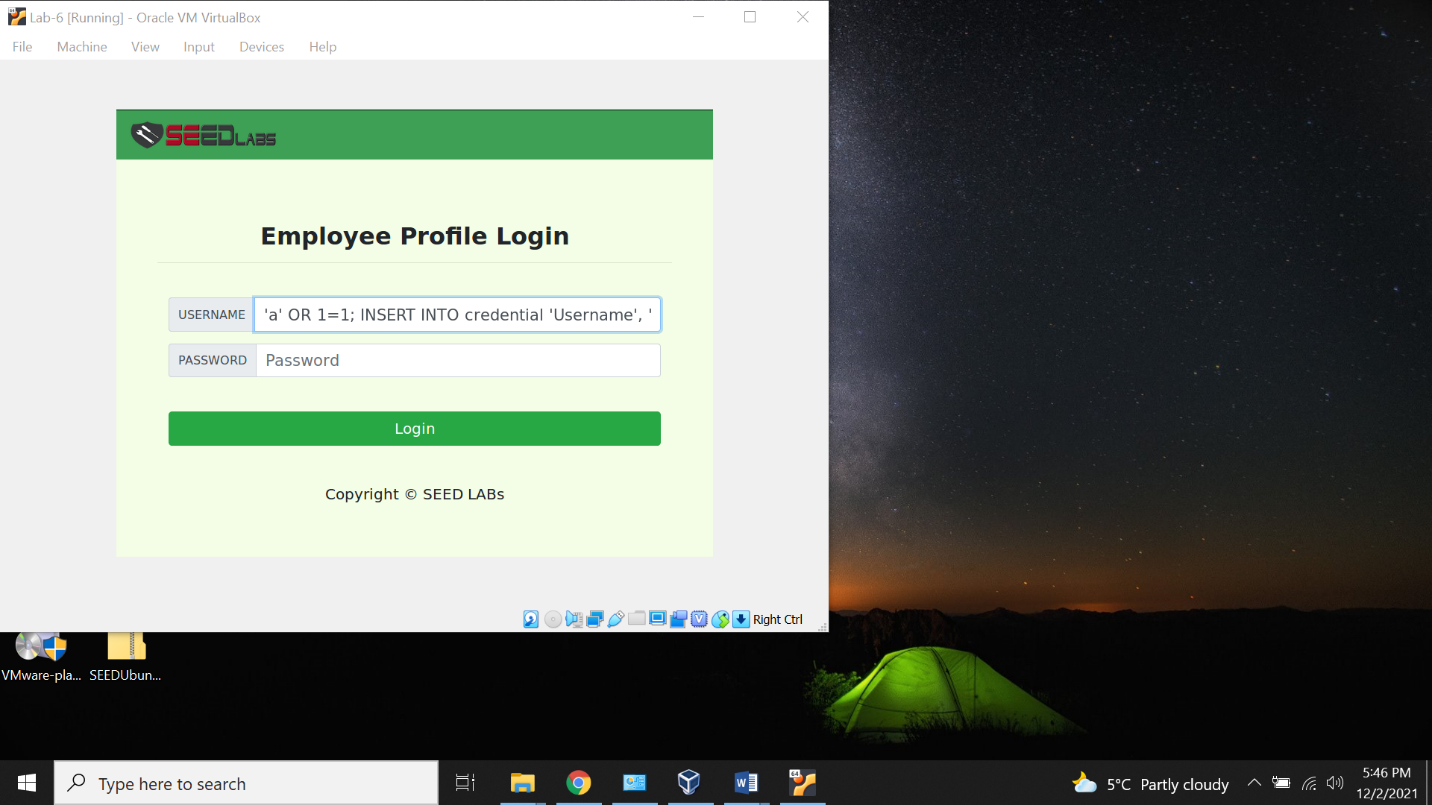 Lab-6 [Running] - Oracle VM VirtualBox
File Machine View Input Devices Help
SEEDLABS
Employee Profile Login
USERNAME 'a' OR 1=1; INSERT INTO credential 'Username', '
PASSWORD Password
Login
Copyright © SEED LABs
Right Ctrl
VMware-pla... SEEDUbun...
Type here to search
5°C Partly cloudy
5:46 PM
12/2/2021